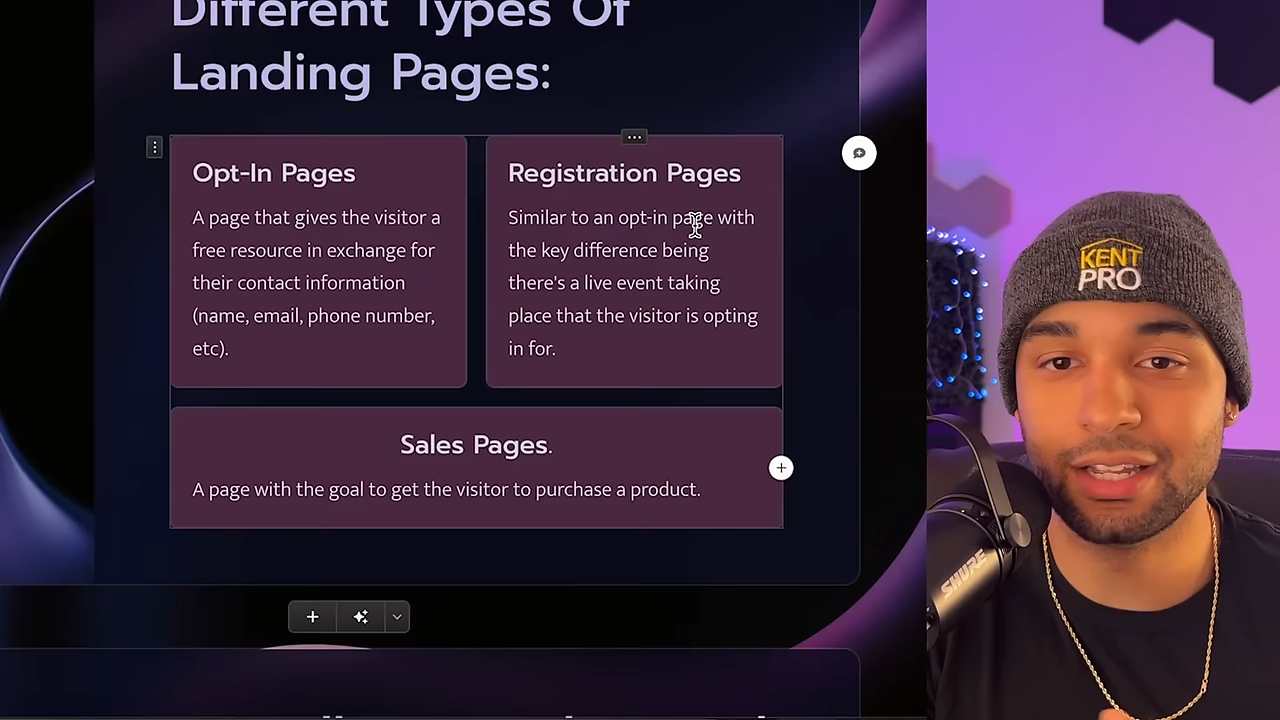 Different Types Of
Landing Pages:
Opt-In Pages
A page that gives the visitor a
free resource in exchange for
their contact information
(name, email, phone number,
etc).
Registration Pages
Similar to an opt-in page with
the key difference being
there's a live event taking
place that the visitor is opting
in for.
Sales Pages.
A page with the goal to get the visitor to purchase a product.
KENT
PRO
SHURE